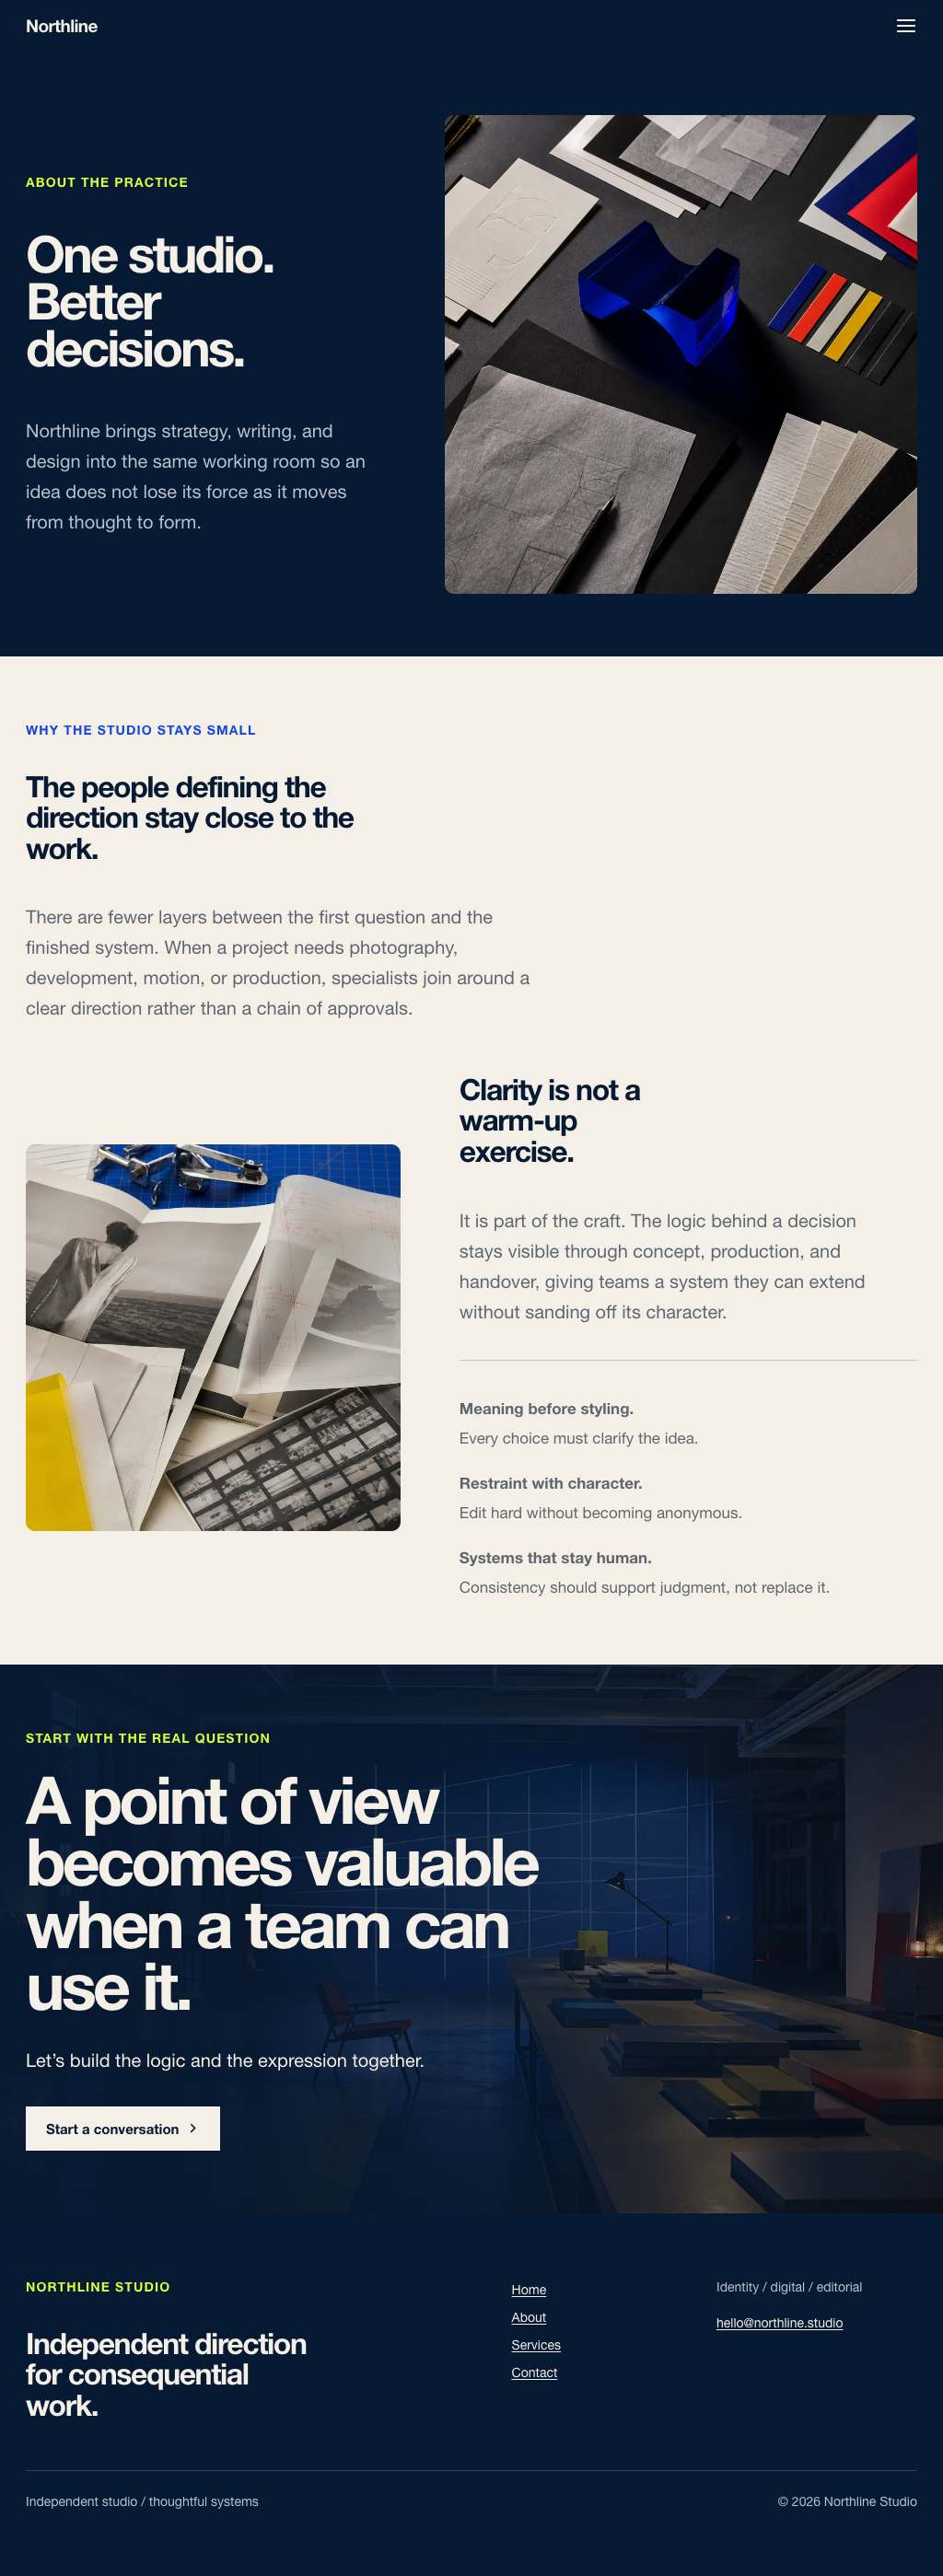 Northline
ABOUT THE PRACTICE
One studio.
Better
decisions.
Northline brings strategy, writing, and
design into the same working room so an
idea does not lose its force as it moves
from thought to form.
WHY THE STUDIO STAYS SMALL
The people defining the
direction stay close to the
work.
There are fewer layers between the first question and the
finished system. When a project needs photography,
development, motion, or production, specialists join around a
clear direction rather than a chain of approvals.
Clarity is not a
warm-up
exercise.
It is part of the craft. The logic behind a decision
stays visible through concept, production, and
handover, giving teams a system they can extend
without sanding off its character.
Meaning before styling.
Every choice must clarify the idea.
Restraint with character.
Edit hard without becoming anonymous.
Systems that stay human.
Consistency should support judgment, not replace it.
START WITH THE REAL QUESTION
A point of view
becomes valuable
when a team can
use it.
Let’s build the logic and the expression together.
Start a conversation
NORTHLINE STUDIO
Independent direction
for consequential
work.
Home
About
Services
Contact
Identity / digital / editorial
hello@northline.studio
Independent studio / thoughtful systems
© 2026 Northline Studio